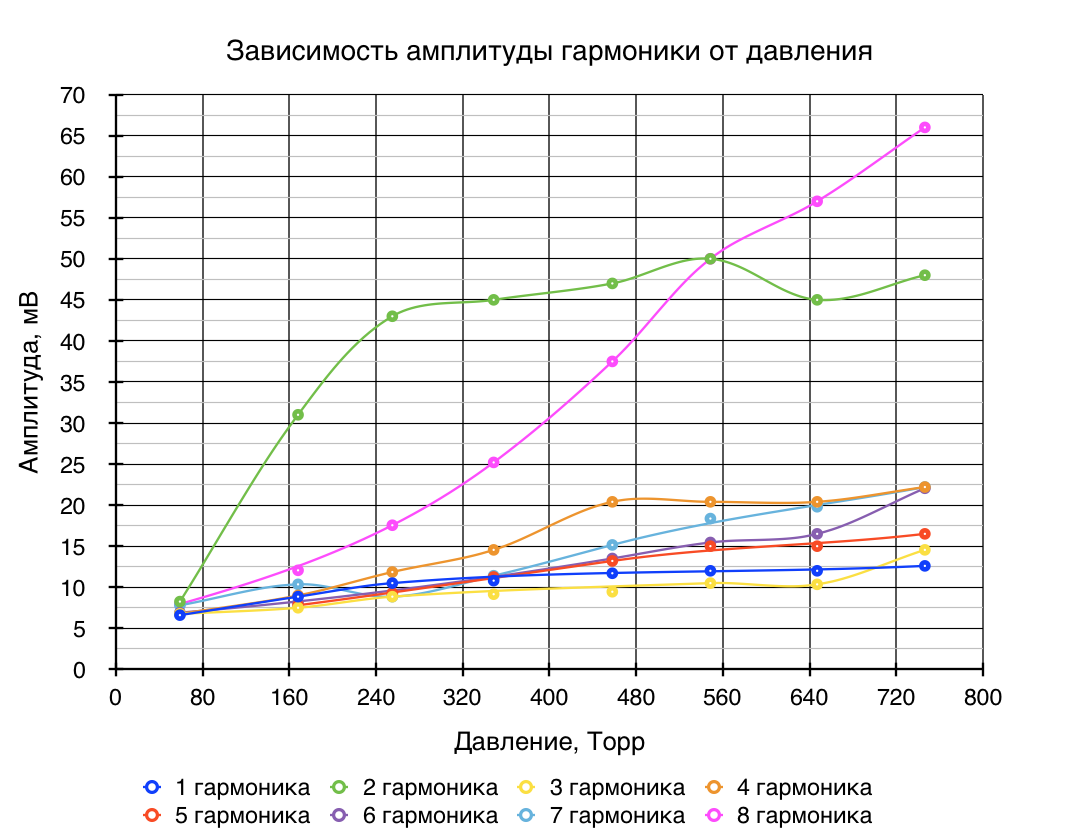 Зависимость амплитуды гармоники от давления
70
65
60
55
50
45
40
35
30
25
20
15
10
5
0
Амплитуда, мВ
0 80 160 240 320 400 480 560 640 720 800
Давление, Торр
1 гармоника 2 гармоника 3 гармоника 4 гармоника
5 гармоника 6 гармоника 7 гармоника 8 гармоника